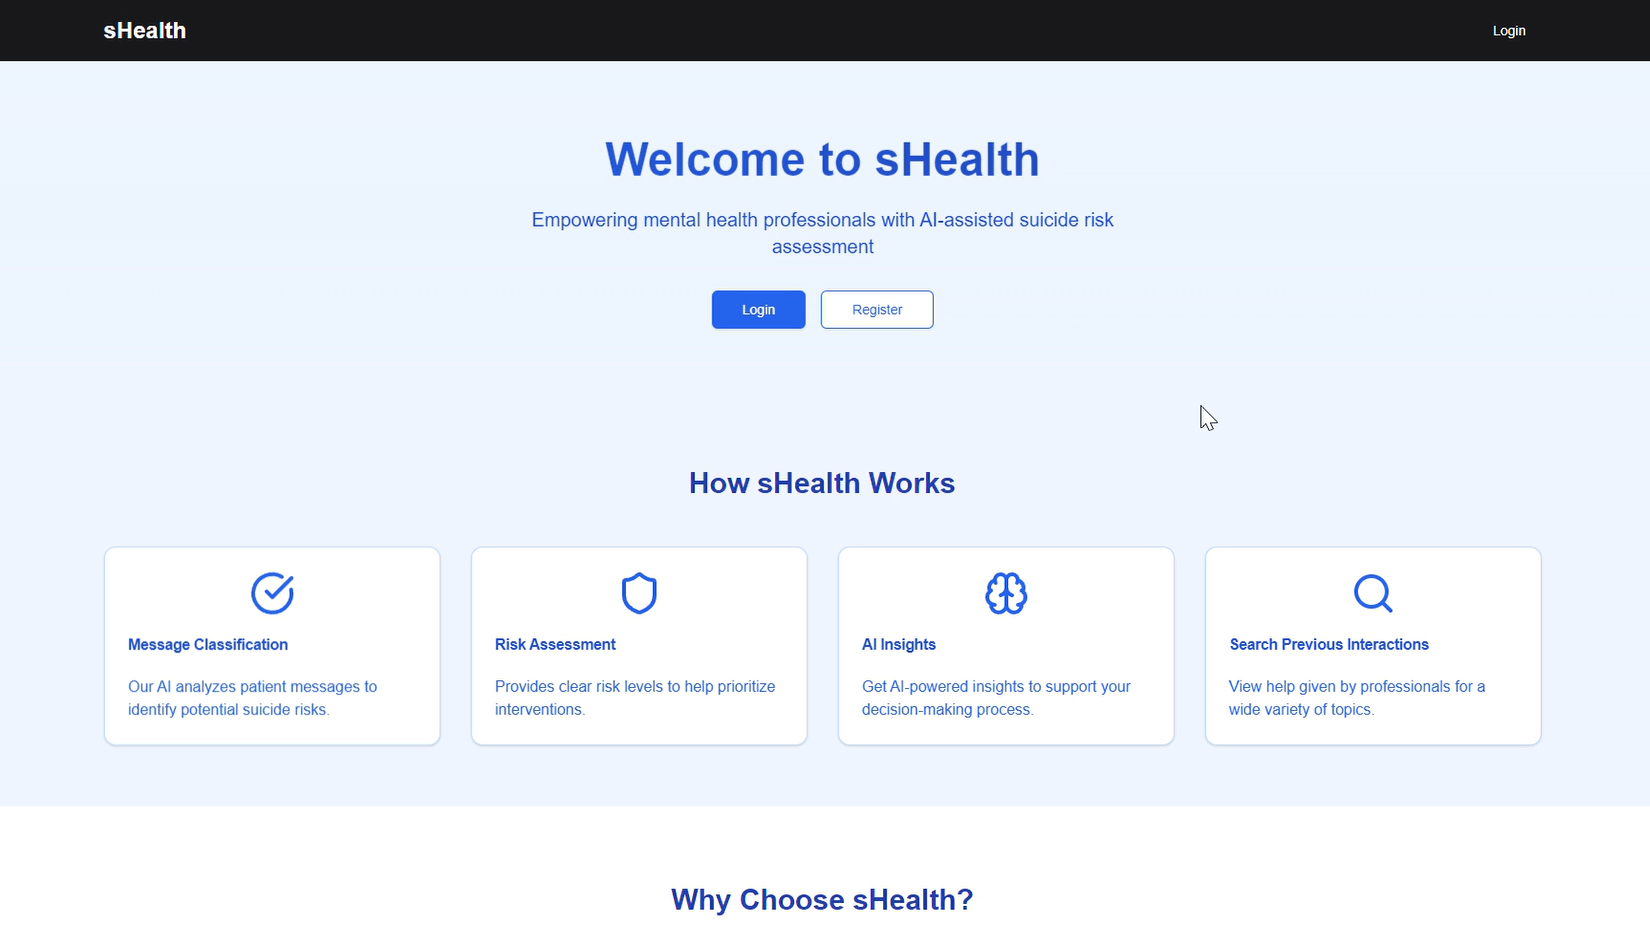 sHealth
Login
Welcome to sHealth
Empowering mental health professionals with AI-assisted suicide risk
assessment
Login
Register
How sHealth Works
Message Classification
Our AI analyzes patient messages to
identify potential suicide risks.
Risk Assessment
Provides clear risk levels to help prioritize
interventions.
AI Insights
Get AI-powered insights to support your
decision-making process.
Search Previous Interactions
View help given by professionals for a
wide variety of topics.
Why Choose sHealth?